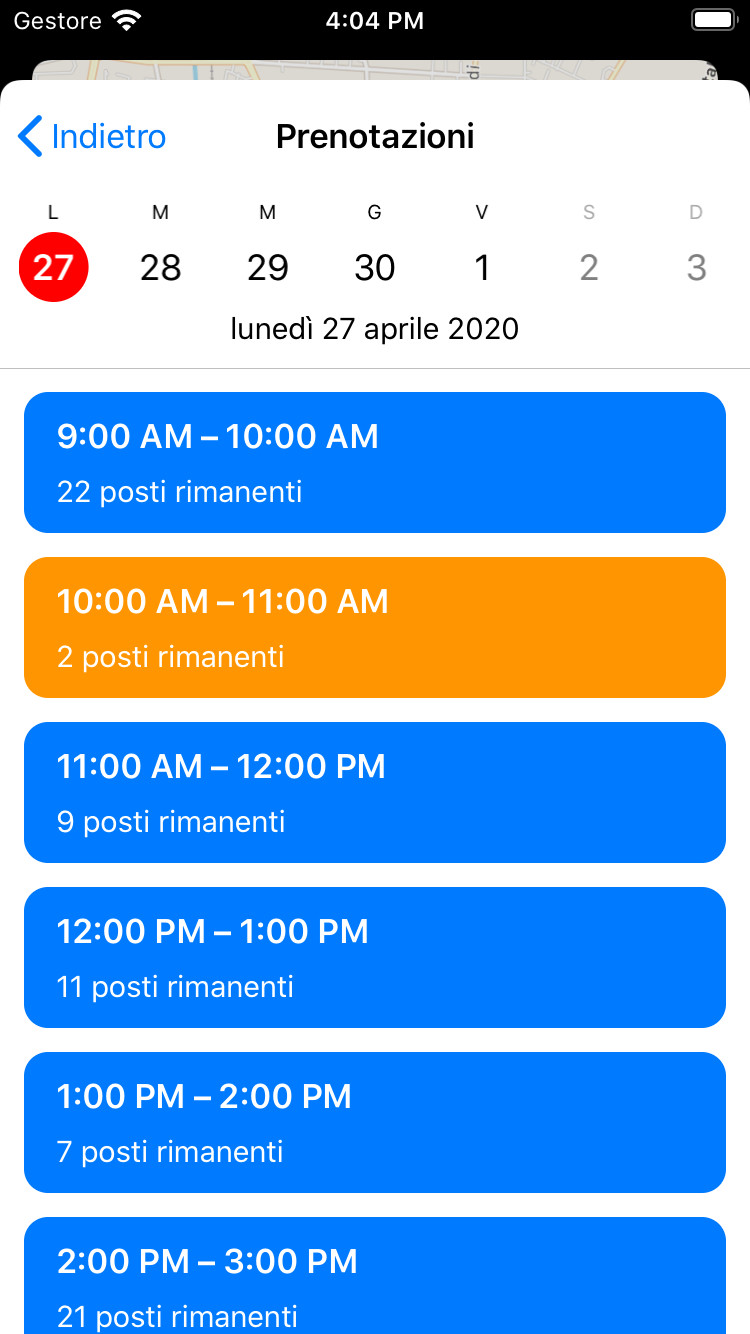 Gestore 4:04 PM
di
Indietro Prenotazioni
L M M G V S D
27 28 29 30 1 2 3
lunedì 27 aprile 2020
9:00 AM – 10:00 AM
22 posti rimanenti
10:00 AM – 11:00 AM
2 posti rimanenti
11:00 AM – 12:00 PM
9 posti rimanenti
12:00 PM – 1:00 PM
11 posti rimanenti
1:00 PM – 2:00 PM
7 posti rimanenti
2:00 PM – 3:00 PM
21 posti rimanenti